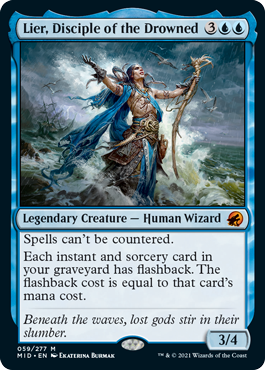 Lier, Disciple of the Drowned 3
Legendary Creature — Human Wizard
Spells can't be countered.
Each instant and sorcery card in
your graveyard has flashback. The
flashback cost is equal to that card's
mana cost.
Beneath the waves, lost gods stir in their
slumber.
3/4
059/277 M
MID • EN Ekaterina Burmak
™ & © 2021 Wizards of the Coast